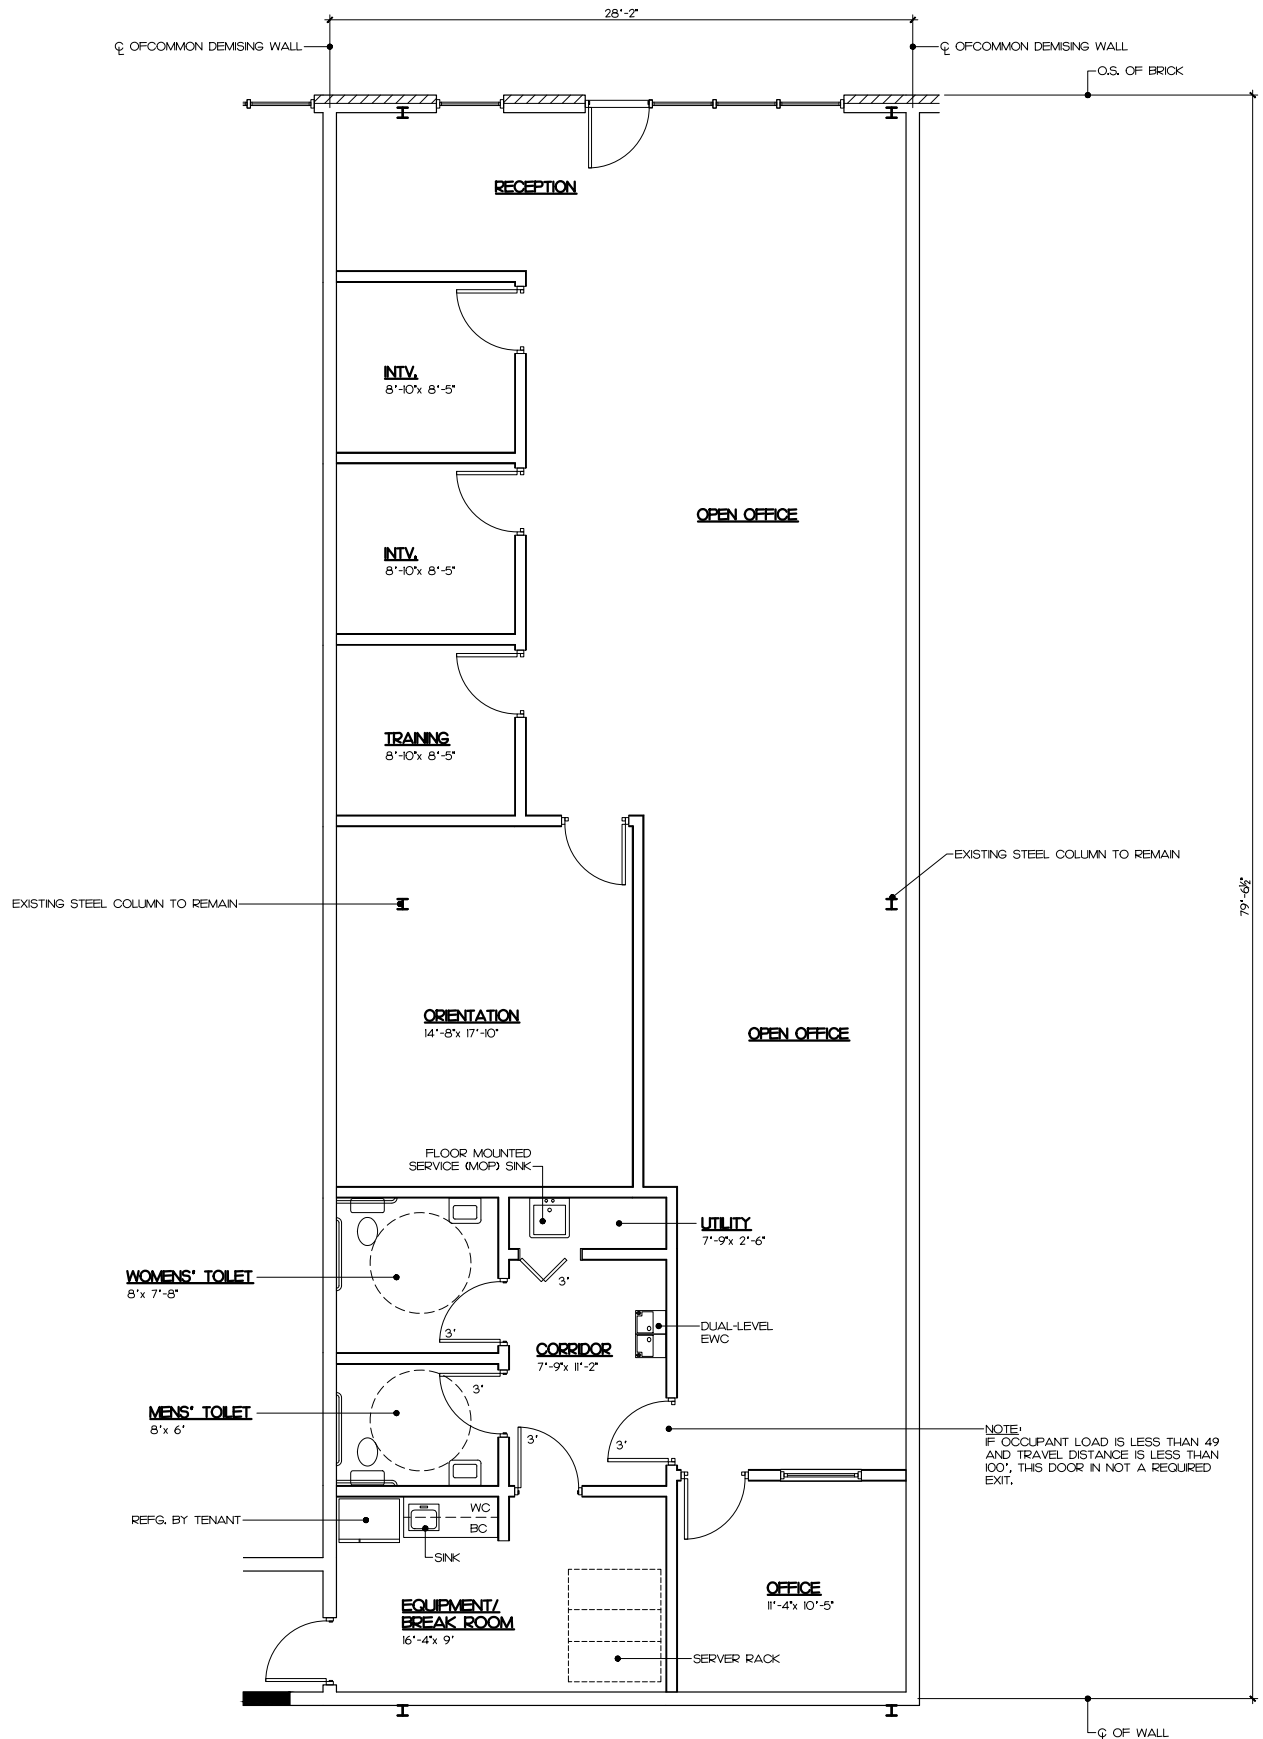 28'-2"
℄ OFCOMMON DEMISING WALL
℄ OFCOMMON DEMISING WALL
O.S. OF BRICK
RECEPTION
INTV.
8'-10"x 8'-5"
OPEN OFFICE
INTV.
8'-10"x 8'-5"
TRAINING
8'-10"x 8'-5"
EXISTING STEEL COLUMN TO REMAIN
79'-6½"
EXISTING STEEL COLUMN TO REMAIN
ORIENTATION
14'-8"x 17'-10"
OPEN OFFICE
FLOOR MOUNTED
SERVICE (MOP) SINK
UTILITY
7'-9"x 2'-6"
WOMENS' TOILET
8'x 7'-8"
3'
3'
DUAL-LEVEL
EWC
CORRIDOR
7'-9"x 11'-2"
3'
MENS' TOILET
8'x 6'
3'
3'
NOTE:
IF OCCUPANT LOAD IS LESS THAN 49
AND TRAVEL DISTANCE IS LESS THAN
100', THIS DOOR IN NOT A REQUIRED
EXIT.
WC
REFG. BY TENANT
BC
SINK
OFFICE
11'-4"x 10'-5"
EQUIPMENT/
BREAK ROOM
16'-4"x 9'
SERVER RACK
℄ OF WALL